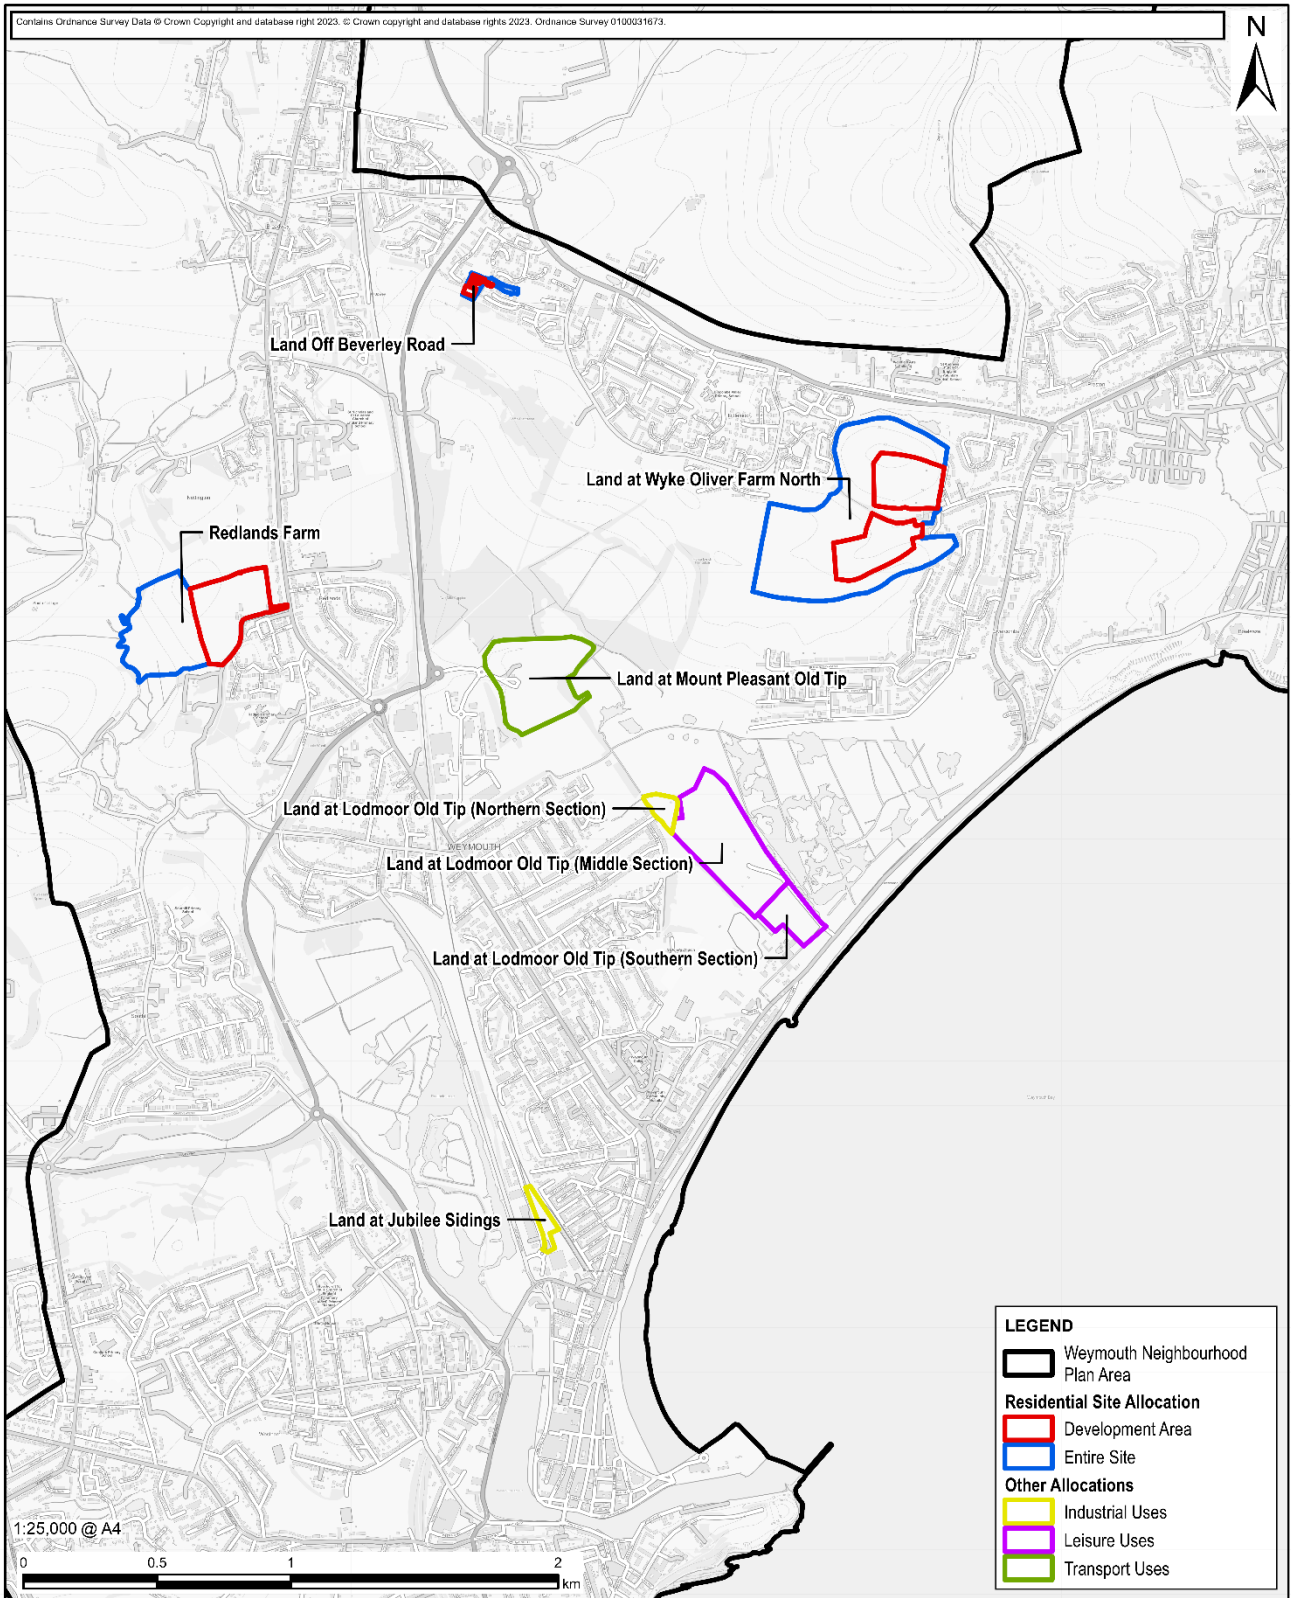 Contains Ordnance Survey Data © Crown Copyright and database right 2023. © Crown copyright and database rights 2023. Ordnance Survey 0100031673.
N
Land Off Beverley Road
Land at Wyke Oliver Farm North
Redlands Farm
Land at Mount Pleasant Old Tip
Land at Lodmoor Old Tip (Northern Section)
WEYMOUTH
Land at Lodmoor Old Tip (Middle Section)
Land at Lodmoor Old Tip (Southern Section)
Weymouth Bay
Land at Jubilee Sidings
LEGEND
Weymouth Neighbourhood
Plan Area
Residential Site Allocation
Development Area
Entire Site
Other Allocations
Industrial Uses
Leisure Uses
Transport Uses
1:25,000 @ A4
0 0.5 1 2
km